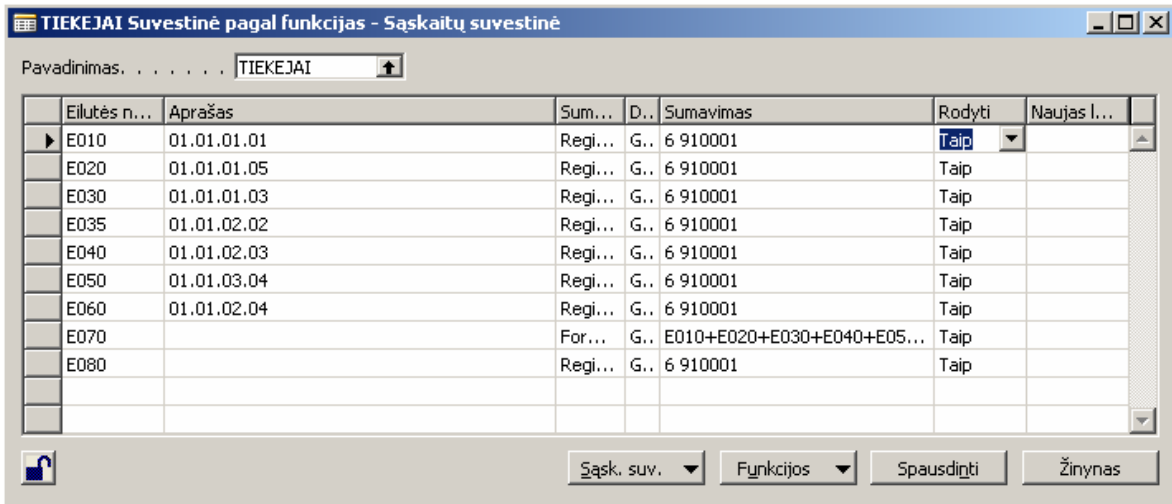 TIEKEJAI Suvestinė pagal funkcijas - Sąskaitų suvestinė
Pavadinimas. . . . . . . TIEKEJAI
Eilutės n... Aprašas Sum... D.. Sumavimas Rodyti Naujas l...
E010 01.01.01.01 Regi... G.. 6 910001 Taip
E020 01.01.01.05 Regi... G.. 6 910001 Taip
E030 01.01.01.03 Regi... G.. 6 910001 Taip
E035 01.01.02.02 Regi... G.. 6 910001 Taip
E040 01.01.02.03 Regi... G.. 6 910001 Taip
E050 01.01.03.04 Regi... G.. 6 910001 Taip
E060 01.01.02.04 Regi... G.. 6 910001 Taip
E070 For... G.. E010+E020+E030+E040+E05... Taip
E080 Regi... G.. 6 910001 Taip
Sąsk. suv. Funkcijos Spausdinti Žinynas